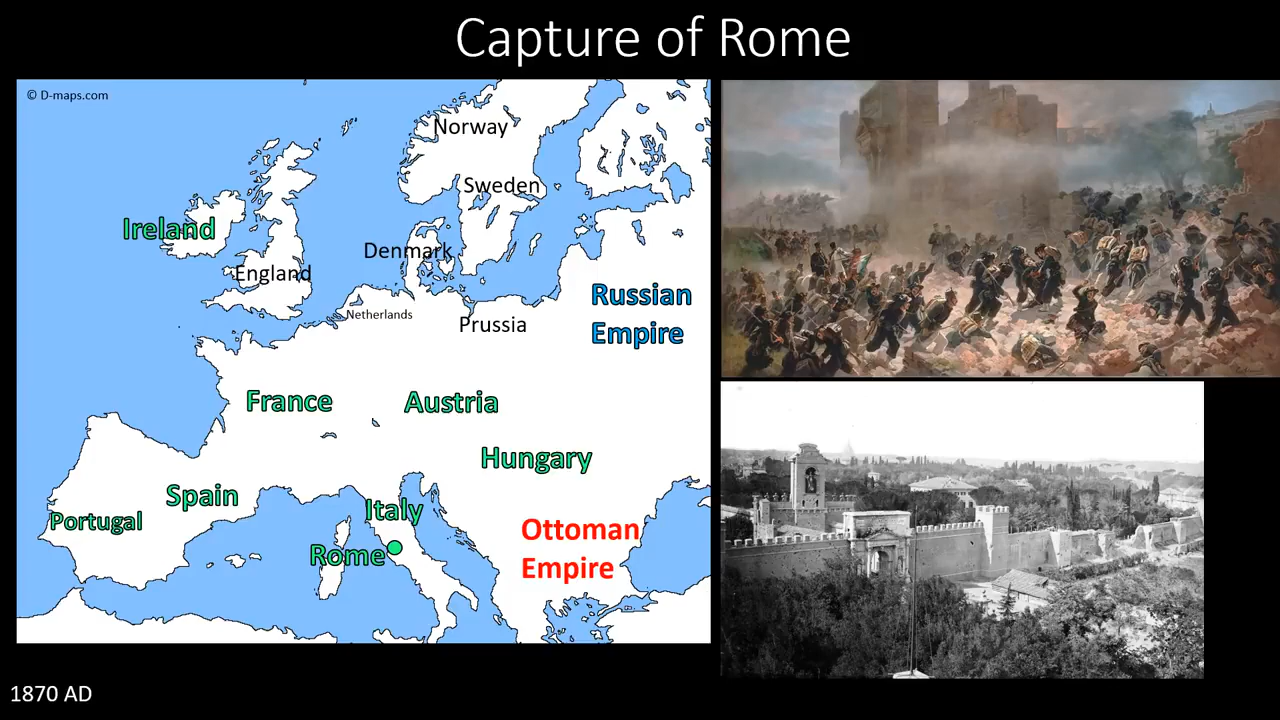 Capture of Rome
© D-maps.com
Norway
Sweden
Ireland
Denmark
England
Russian
Empire
Netherlands
Prussia
France
Austria
Hungary
Spain
Italy
Portugal
Ottoman
Empire
Rome
1870 AD